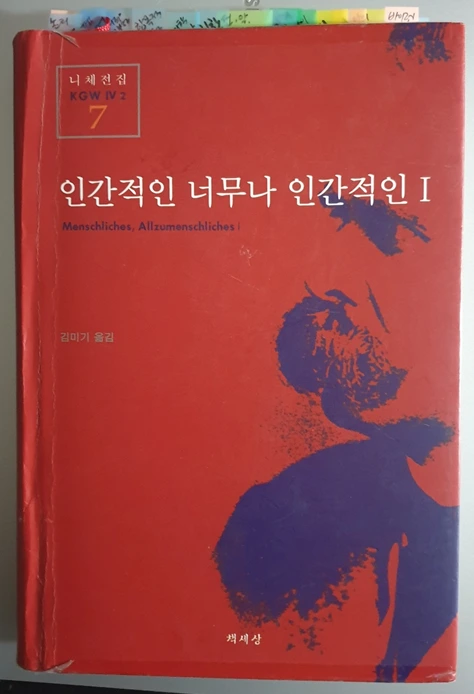 니체전집
KGW IV 2
7
인간적인 너무나 인간적인 I
Menschliches, Allzumenschliches I
김미기 옮김
책세상